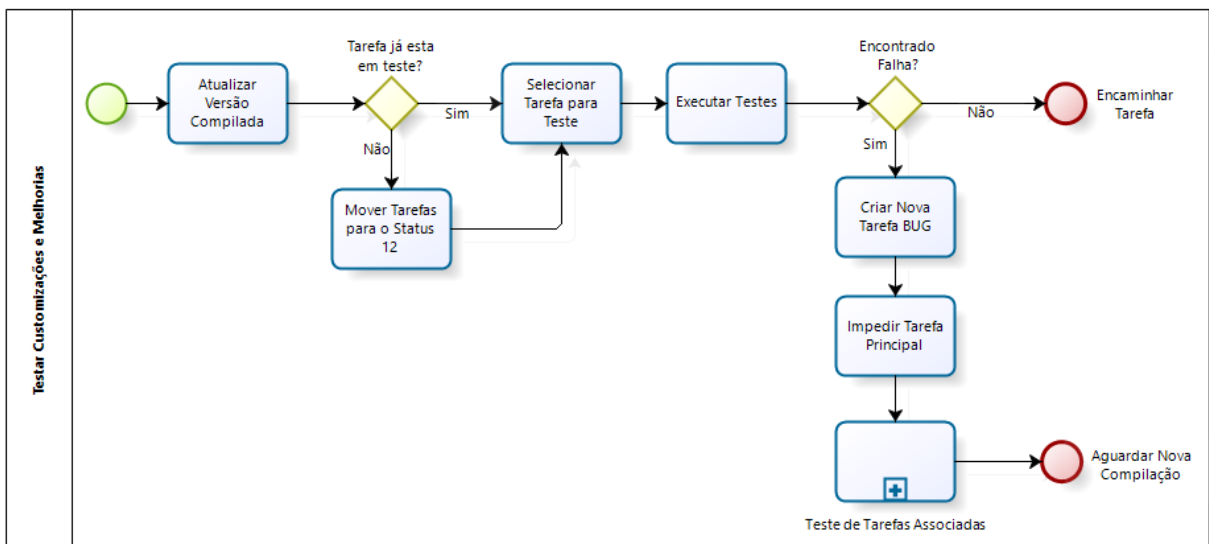 Testar Customizações e Melhorias
Atualizar
Versão
Compilada
Tarefa já esta
em teste?
Sim
Não
Mover Tarefas
para o Status
12
Selecionar
Tarefa para
Teste
Executar Testes
Encontrado
Falha?
Não
Encaminhar
Tarefa
Sim
Criar Nova
Tarefa BUG
Impedir Tarefa
Principal
Teste de Tarefas Associadas
Aguardar Nova
Compilação